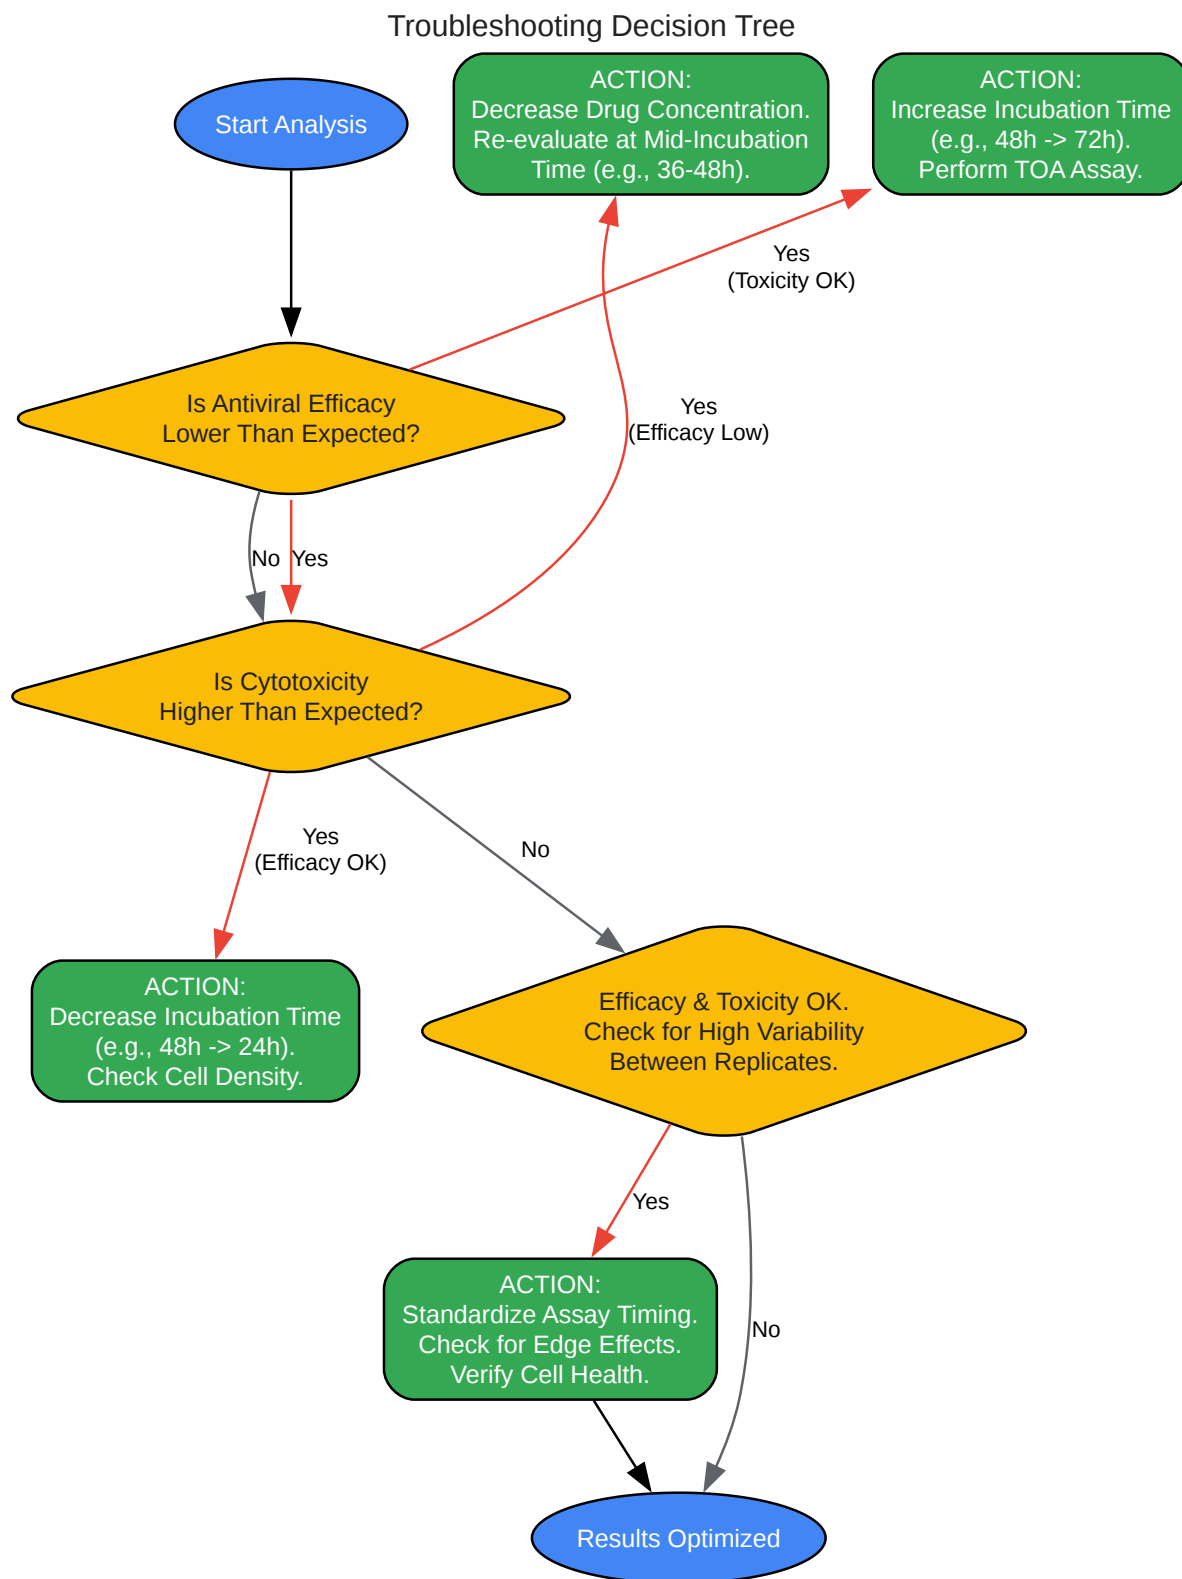 Troubleshooting Decision Tree
Start Analysis
ACTION:
Decrease Drug Concentration.
Re-evaluate at Mid-Incubation
Time (e.g., 36-48h).
ACTION:
Increase Incubation Time
(e.g., 48h -> 72h).
Perform TOA Assay.
Yes
(Toxicity OK)
Is Antiviral Efficacy
Lower Than Expected?
Yes
(Efficacy Low)
No
Yes
Is Cytotoxicity
Higher Than Expected?
Yes
(Efficacy OK)
No
ACTION:
Decrease Incubation Time
(e.g., 48h -> 24h).
Check Cell Density.
Efficacy & Toxicity OK.
Check for High Variability
Between Replicates.
Yes
No
ACTION:
Standardize Assay Timing.
Check for Edge Effects.
Verify Cell Health.
Results Optimized